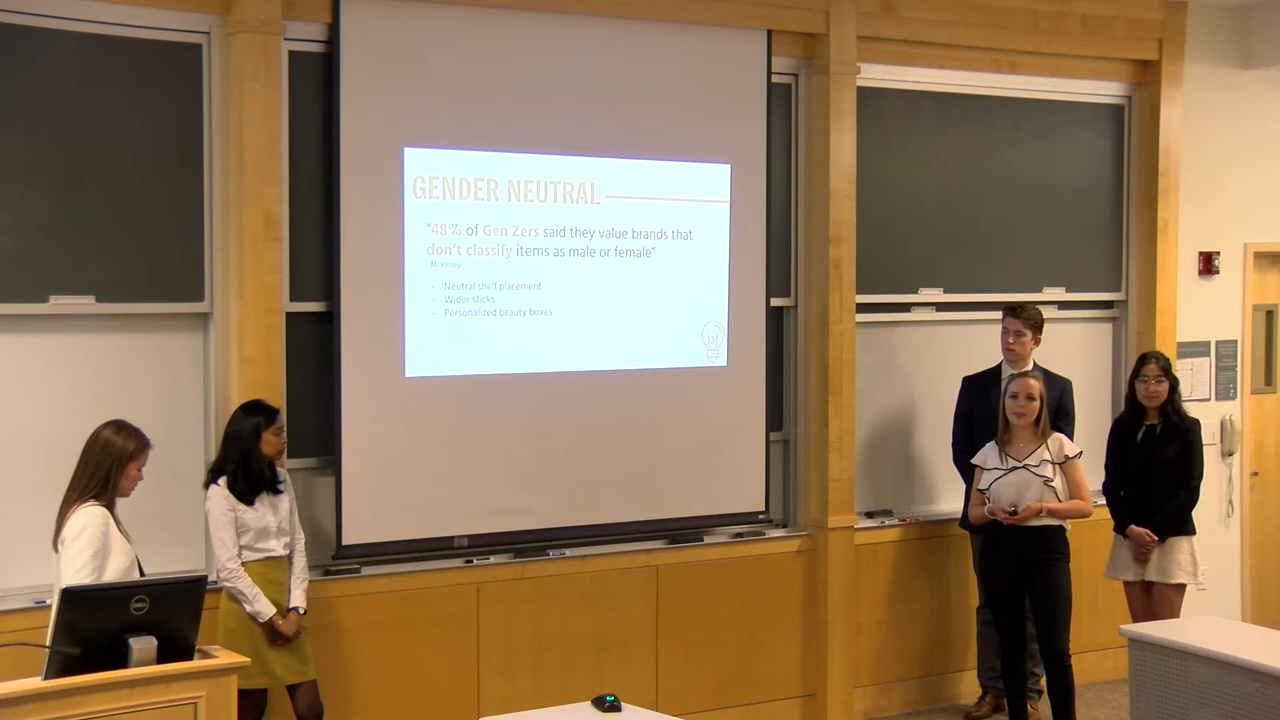 GENDER NEUTRAL
“48% of Gen Zers said they value brands that
don’t classify items as male or female”
- McKinsey
- Neutral shelf placement
- Wider sticks
- Personalized beauty boxes
DELL